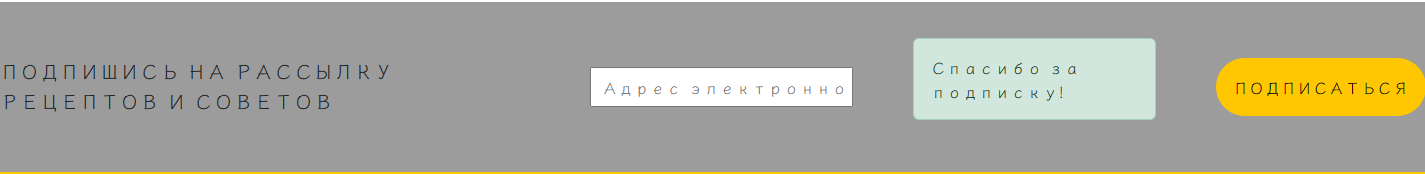 ПОДПИШИСЬ НА РАССЫЛКУ
РЕЦЕПТОВ И СОВЕТОВ
Адрес электронно
Спасибо за
подписку!
ПОДПИСАТЬСЯ